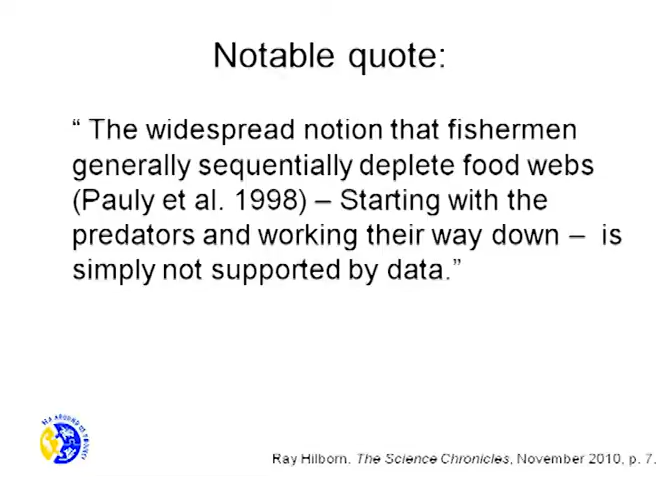 Notable quote:
“ The widespread notion that fishermen
generally sequentially deplete food webs
(Pauly et al. 1998) – Starting with the
predators and working their way down –  is
simply not supported by data.”
Ray Hilborn. The Science Chronicles, November 2010, p. 7.